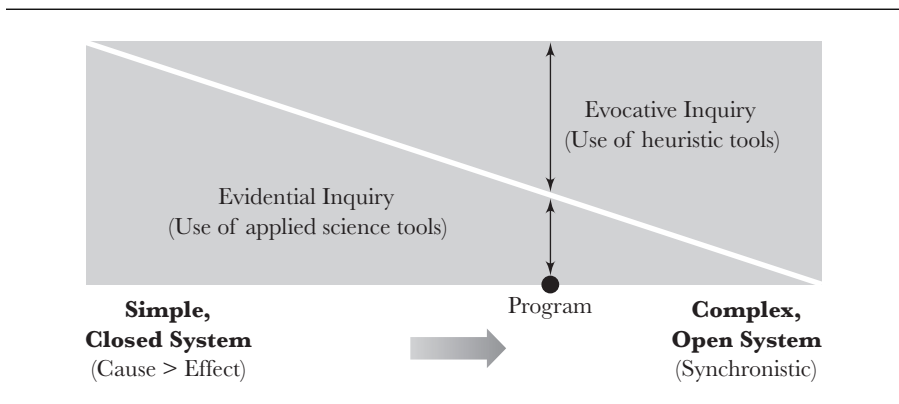 Evocative Inquiry
(Use of heuristic tools)
Evidential Inquiry
(Use of applied science tools)
Program
Simple,
Closed System
(Cause > Effect)
Complex,
Open System
(Synchronistic)